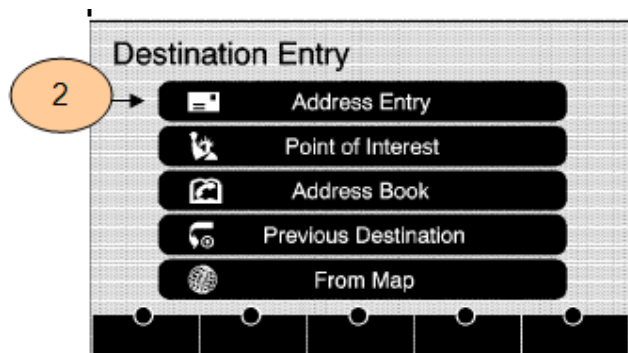 Destination Entry
2
Address Entry
Point of Interest
Address Book
Previous Destination
From Map